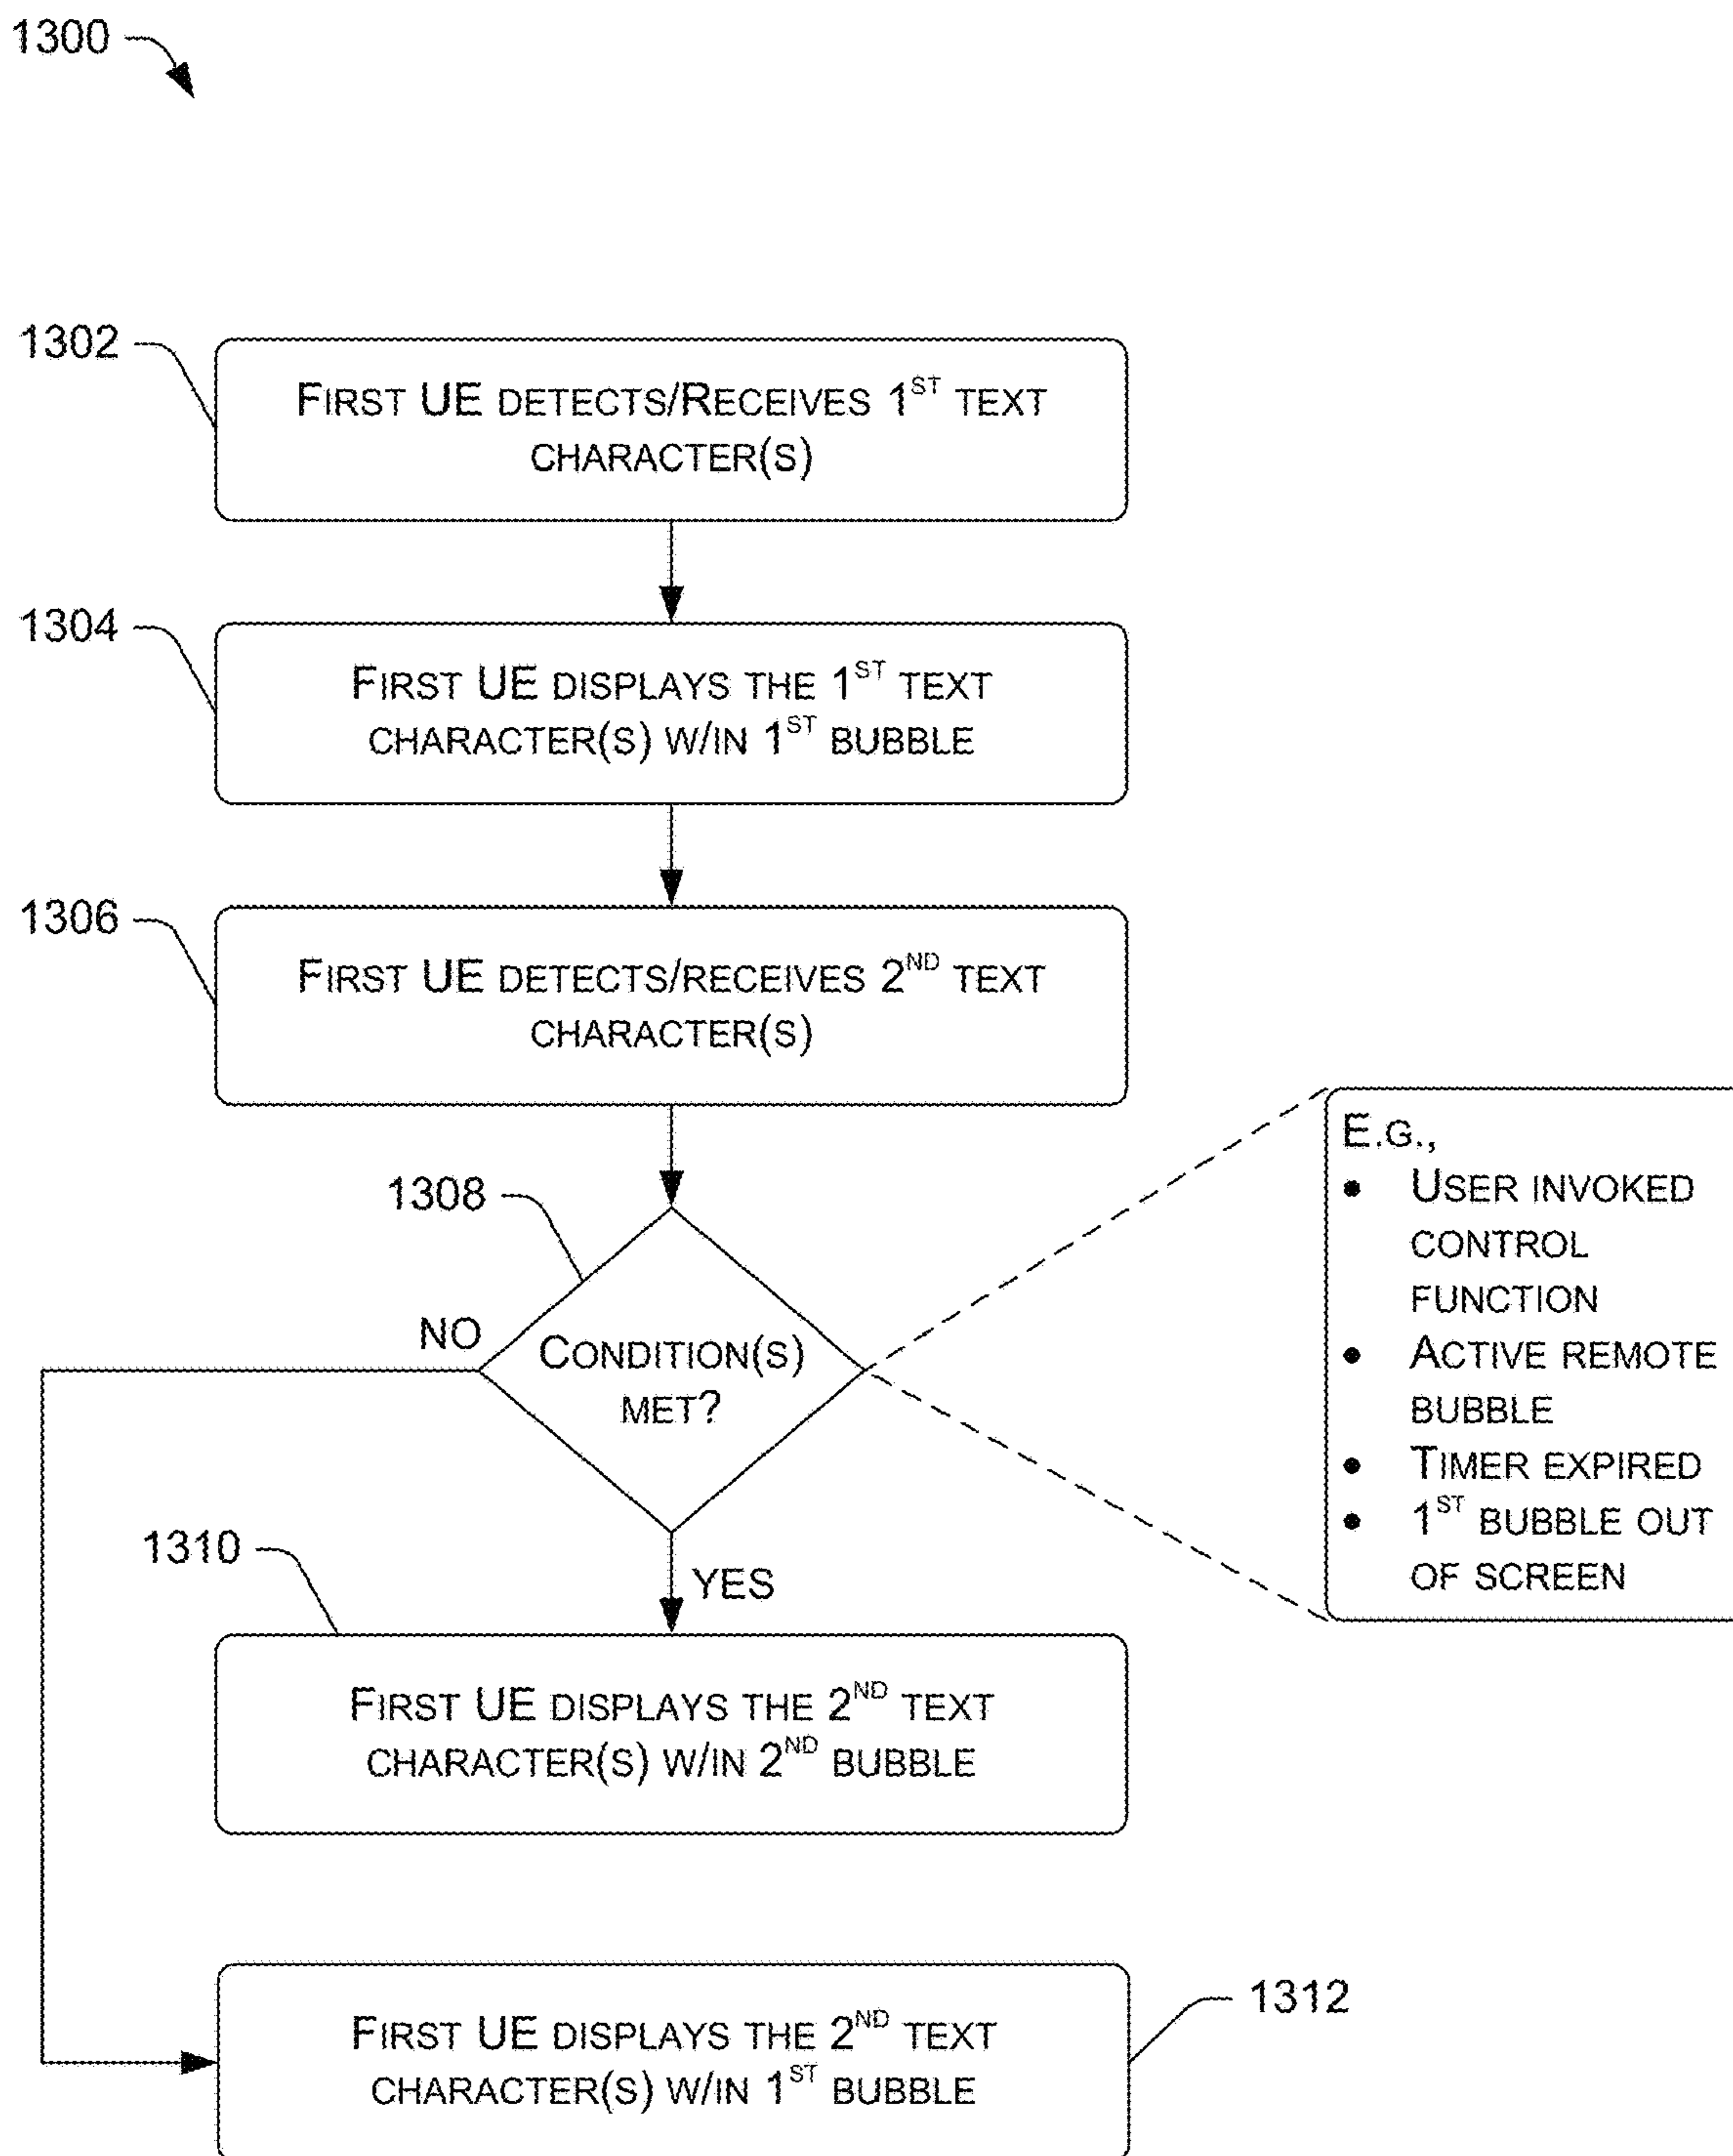 1300
1302
First UE detects/Receives 1ST text
character(s)
1304
First UE displays the 1ST text
character(s) w/in 1ST bubble
1306
First UE detects/receives 2ND text
character(s)
1308
NO
Condition(s)
met?
E.g.,
• User invoked
control
function
• Active remote
bubble
• Timer expired
• 1ST bubble out
of screen
YES
1310
First UE displays the 2ND text
character(s) w/in 2ND bubble
1312
First UE displays the 2ND text
character(s) w/in 1ST bubble